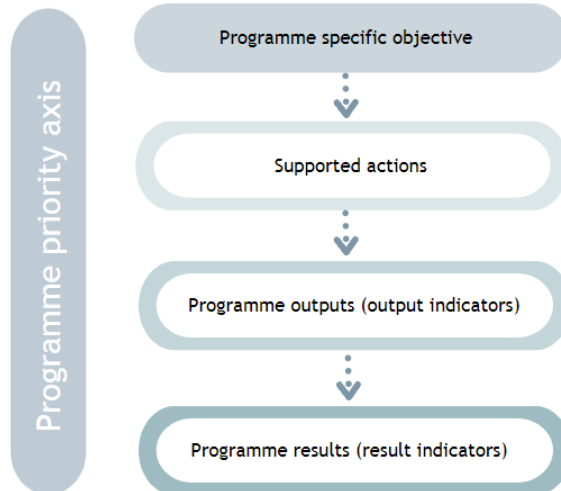 Programme priority axis
Programme specific objective
Supported actions
Programme outputs (output indicators)
Programme results (result indicators)